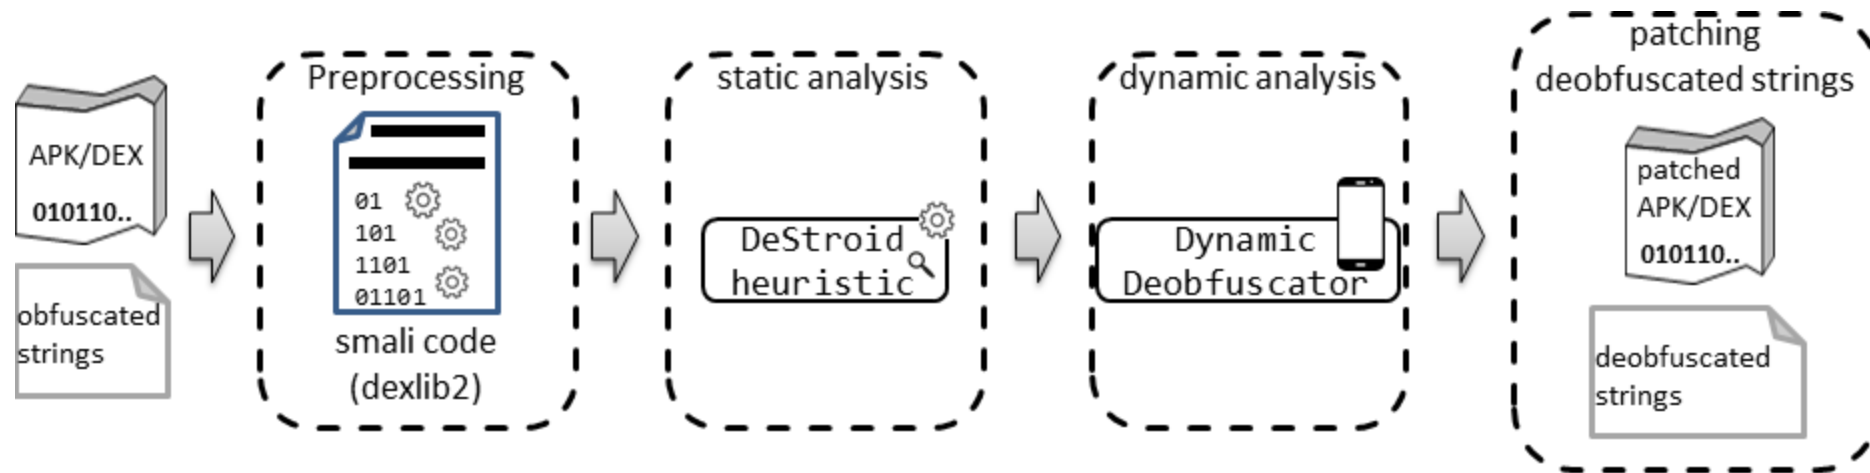 APK/DEX
010110..
obfuscated
strings
Preprocessing
01
101
1101
01101
smali code
(dexlib2)
static analysis
DeStroid
heuristic
dynamic analysis
Dynamic
Deobfuscator
patching
deobfuscated strings
patched
APK/DEX
010110..
deobfuscated
strings